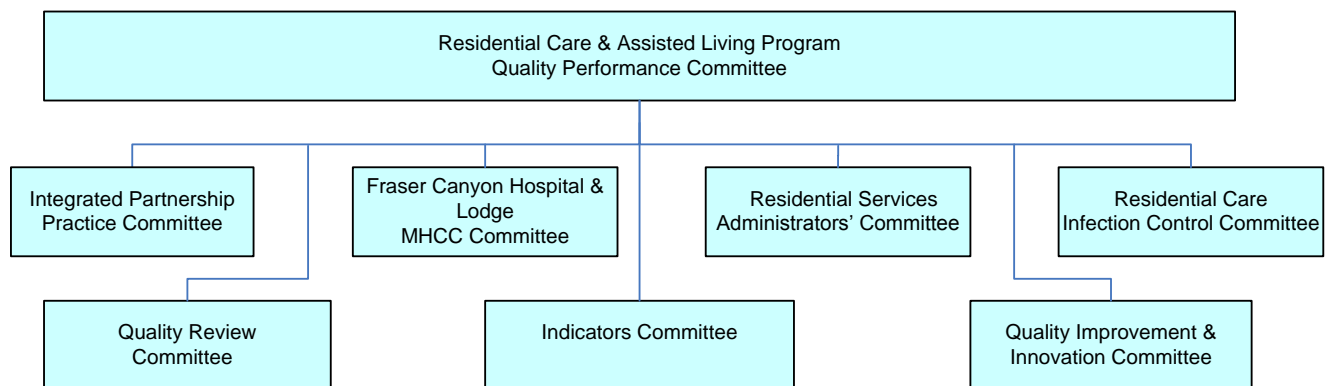 Residential Care & Assisted Living Program
Quality Performance Committee
Integrated Partnership
Practice Committee
Fraser Canyon Hospital &
Lodge
MHCC Committee
Residential Services
Administrators’ Committee
Residential Care
Infection Control Committee
Quality Review
Committee
Indicators Committee
Quality Improvement &
Innovation Committee